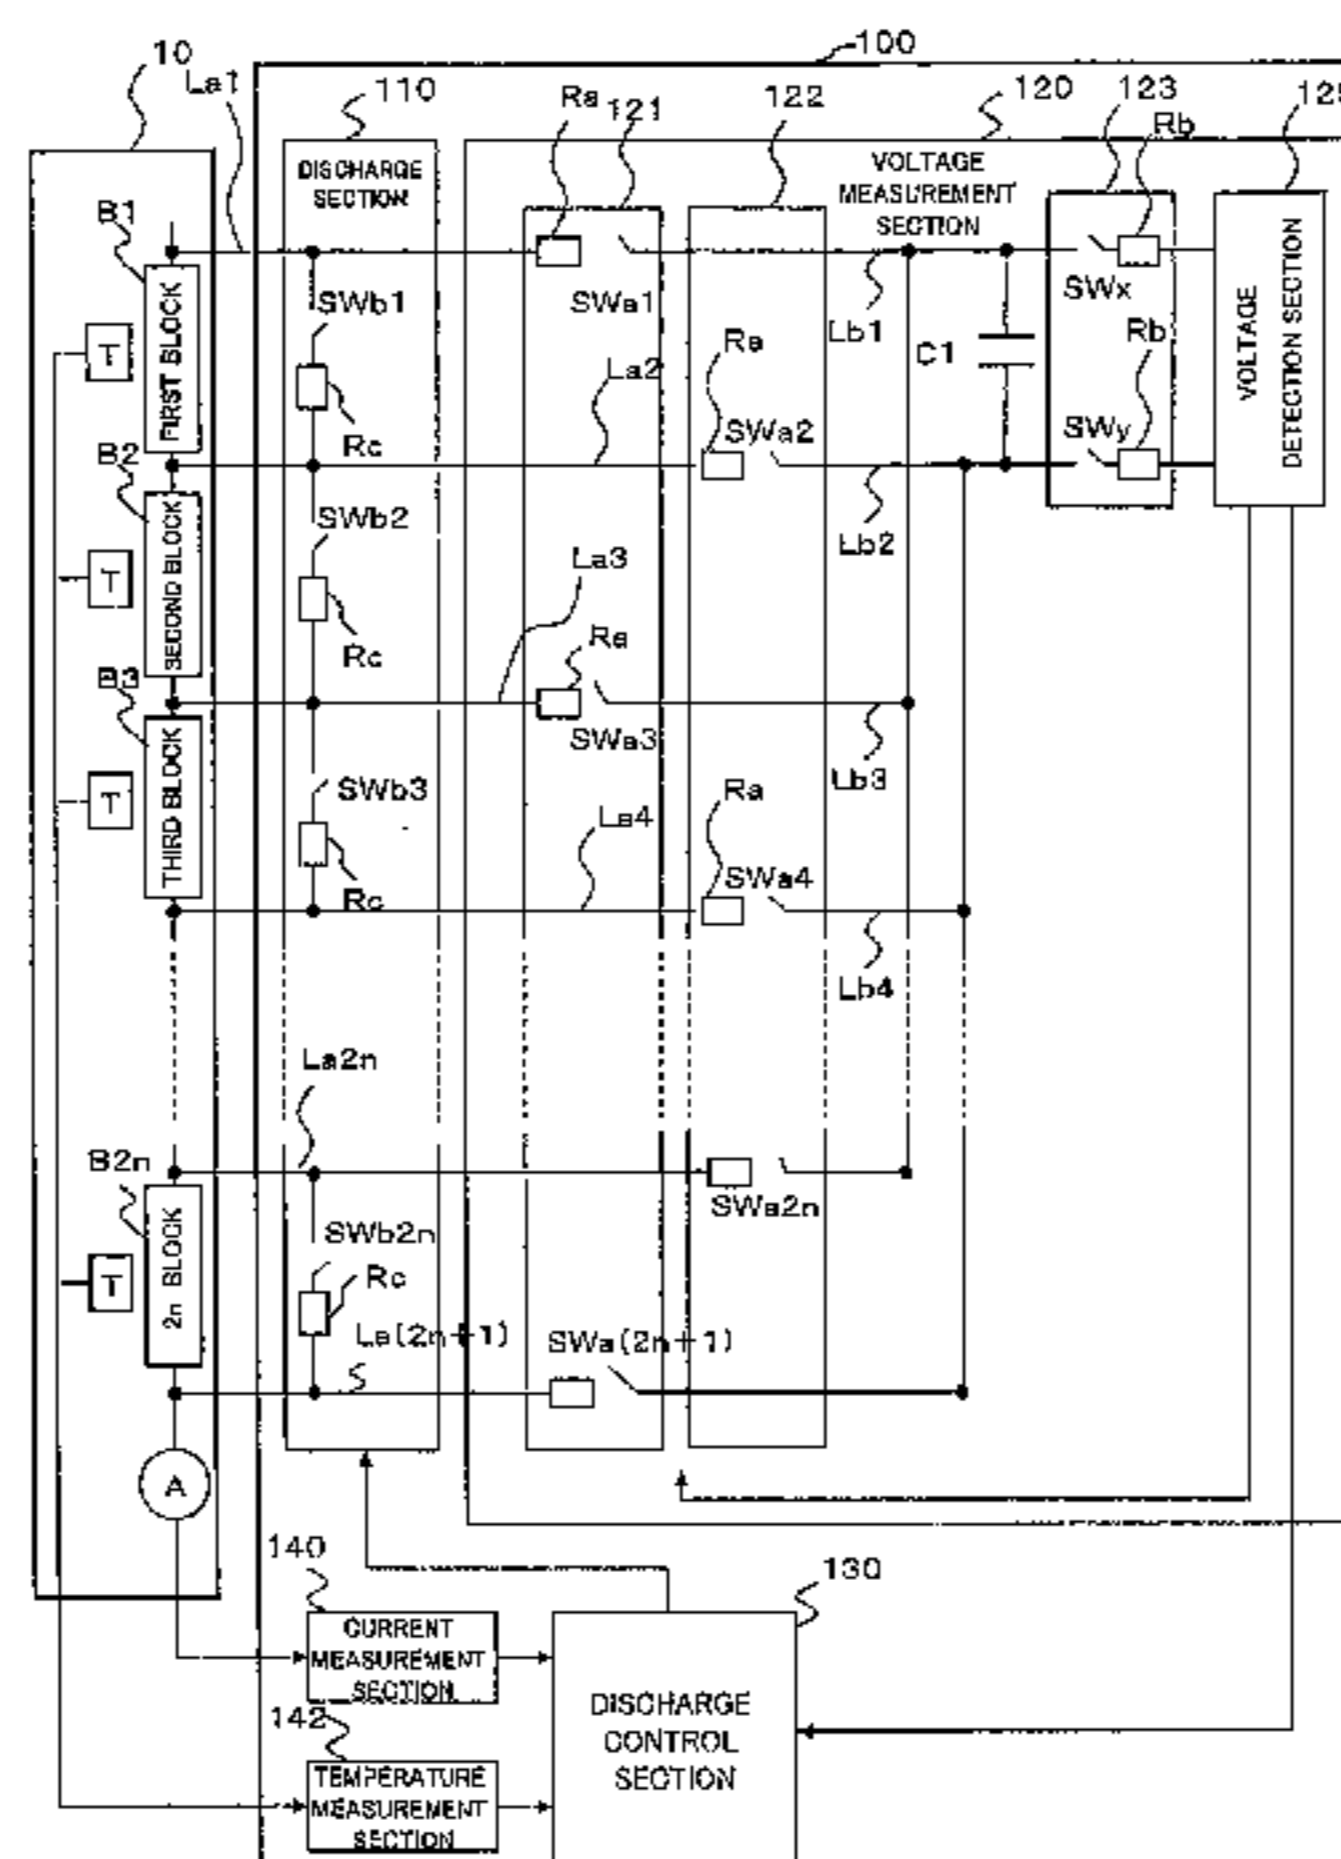 100
10
La1
110
Ra
121
122
120
123
Rb
DISCHARGE
SECTION
VOLTAGE
MEASUREMENT
SECTION
B1
SWb1
SWa1
Lb1
C1
SWx
Rb
VOLTAGE
DETECTION SECTION
T
FIRST BLOCK
La2
Ra
Rc
SWa2
SWy
B2
SWb2
Lb2
T
SECOND BLOCK
La3
Ra
Rc
B3
SWa3
Lb3
T
THIRD BLOCK
SWb3
La4
Ra
Rc
SWa4
Lb4
La2n
B2n
SWa2n
SWb2n
T
2n BLOCK
Rc
La(2n+1)
SWa(2n+1)
A
140
130
CURRENT
MEASUREMENT
SECTION
142
DISCHARGE
CONTROL
SECTION
TEMPERATURE
MEASUREMENT
SECTION